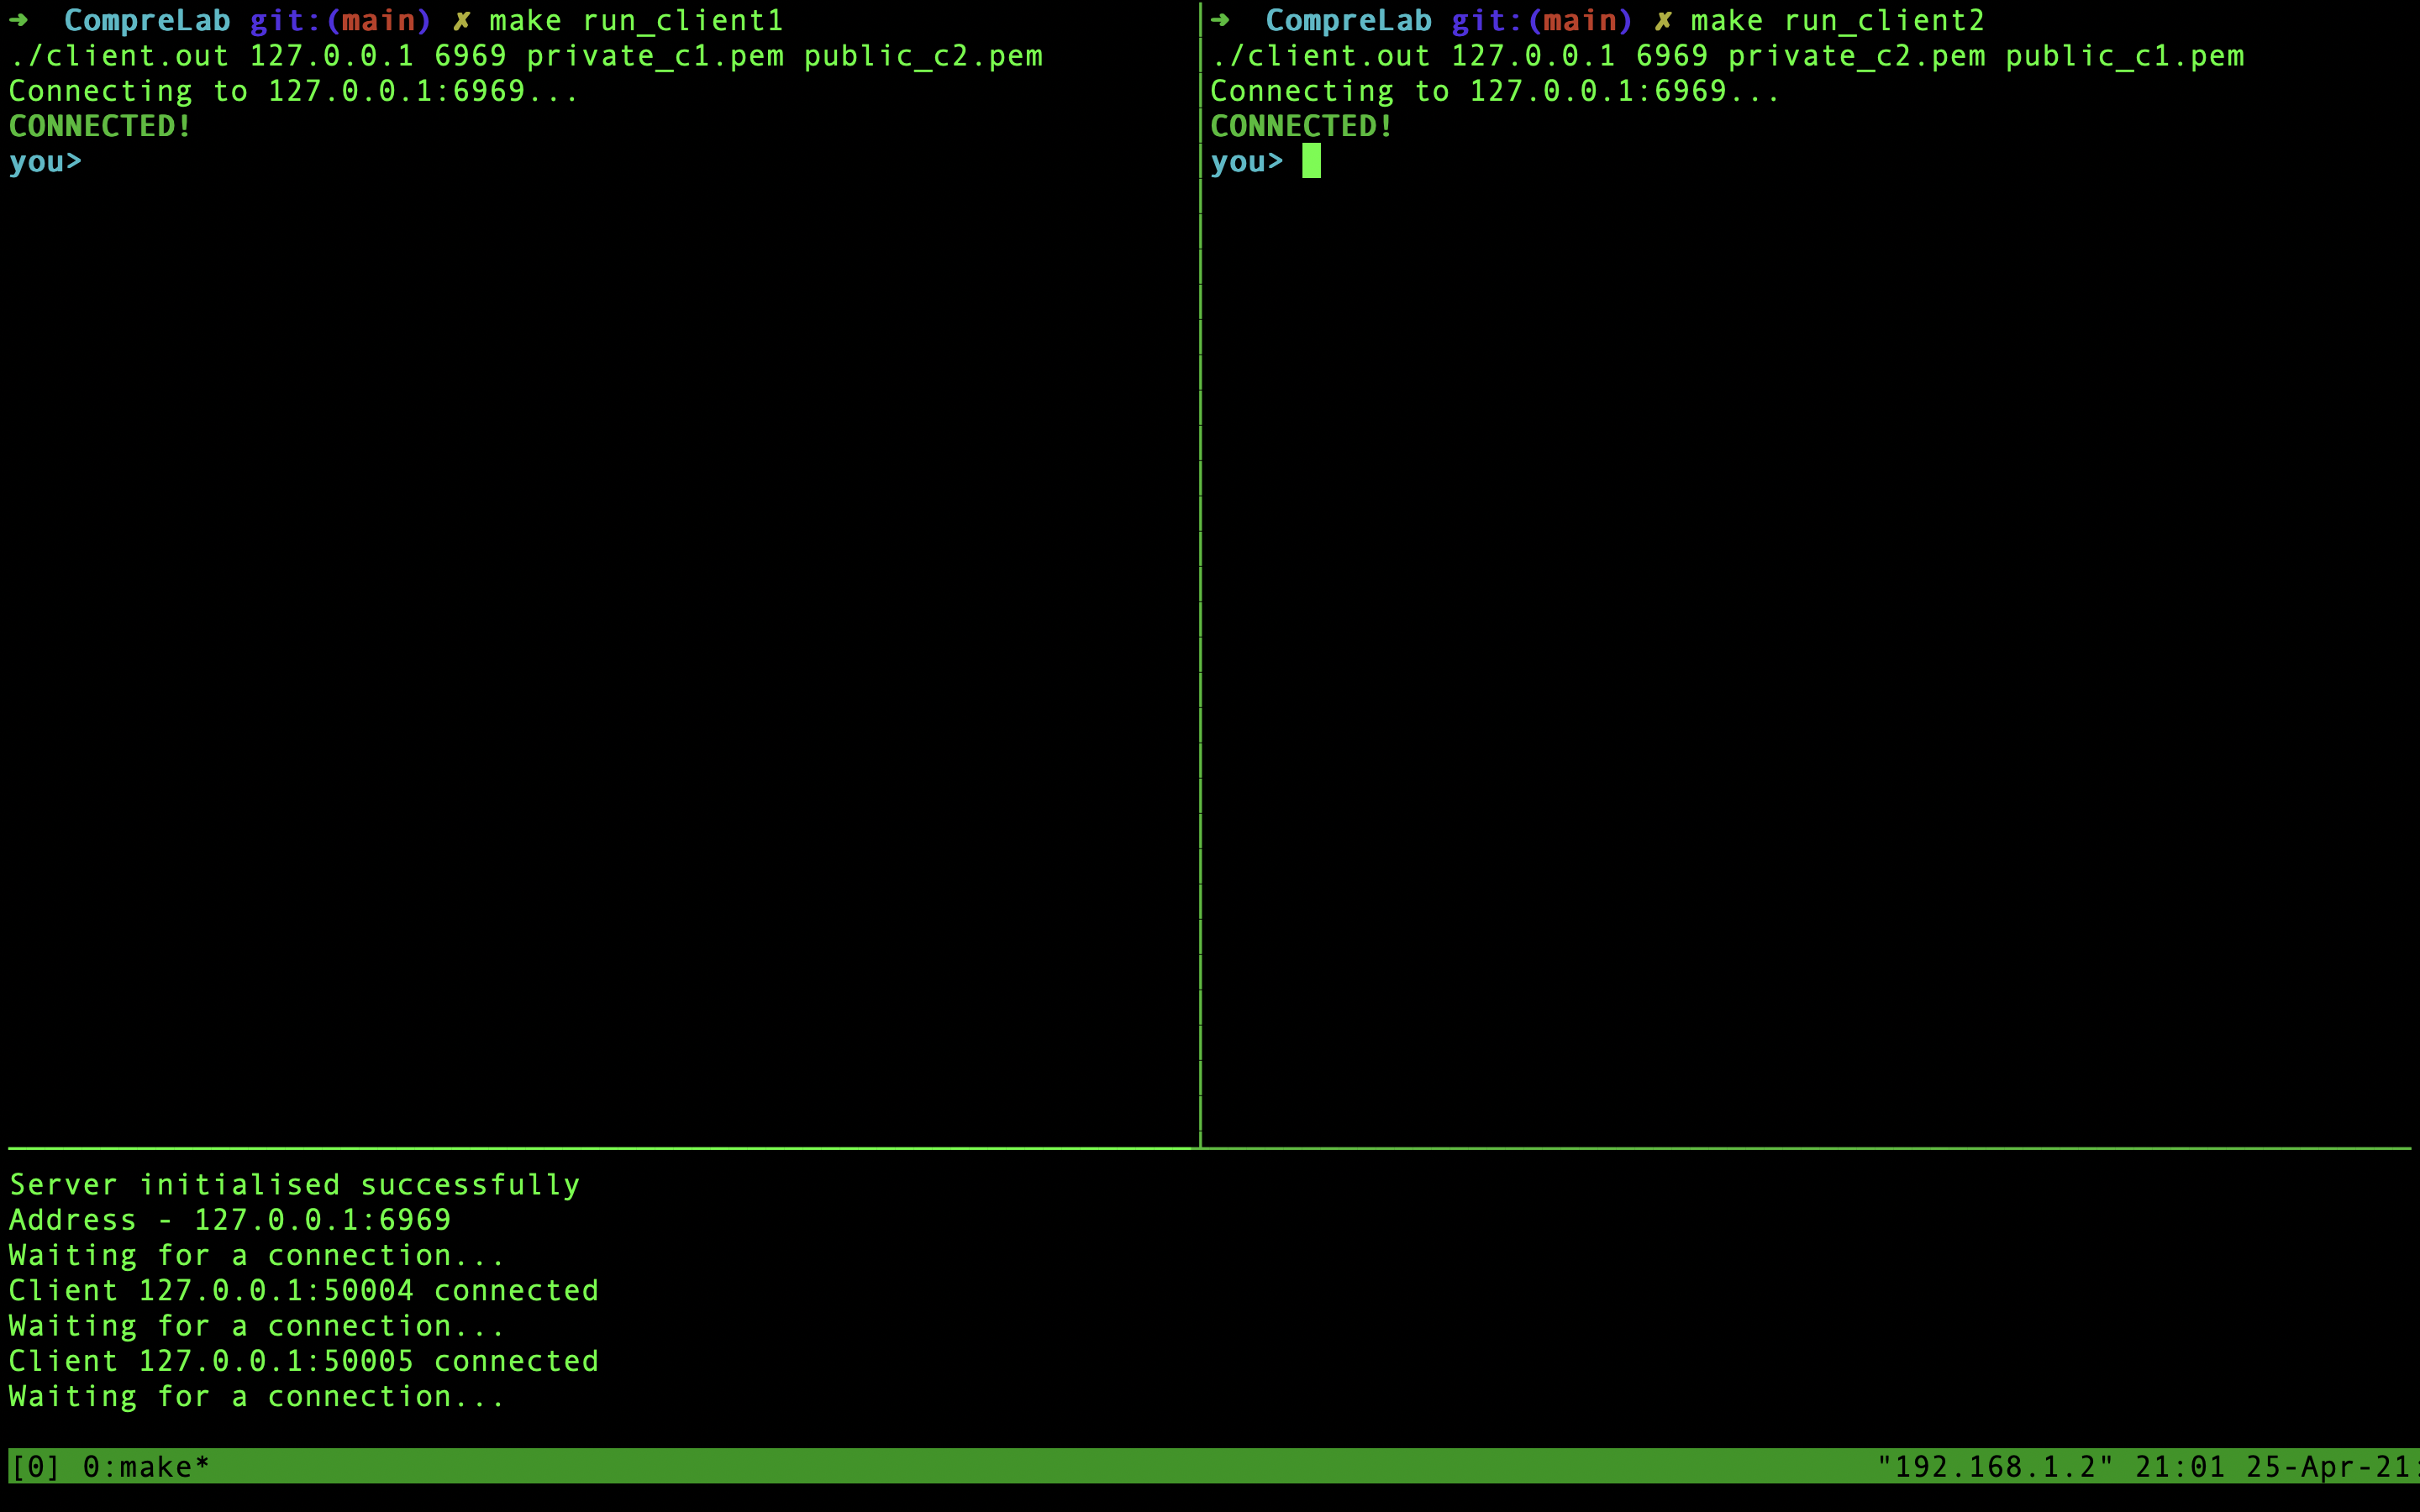 ➜  CompreLab git:(main) ✗ make run_client1
./client.out 127.0.0.1 6969 private_c1.pem public_c2.pem
Connecting to 127.0.0.1:6969...
CONNECTED!
you>
➜  CompreLab git:(main) ✗ make run_client2
./client.out 127.0.0.1 6969 private_c2.pem public_c1.pem
Connecting to 127.0.0.1:6969...
CONNECTED!
you>
Server initialised successfully
Address - 127.0.0.1:6969
Waiting for a connection...
Client 127.0.0.1:50004 connected
Waiting for a connection...
Client 127.0.0.1:50005 connected
Waiting for a connection...
[0] 0:make* "192.168.1.2" 21:01 25-Apr-21